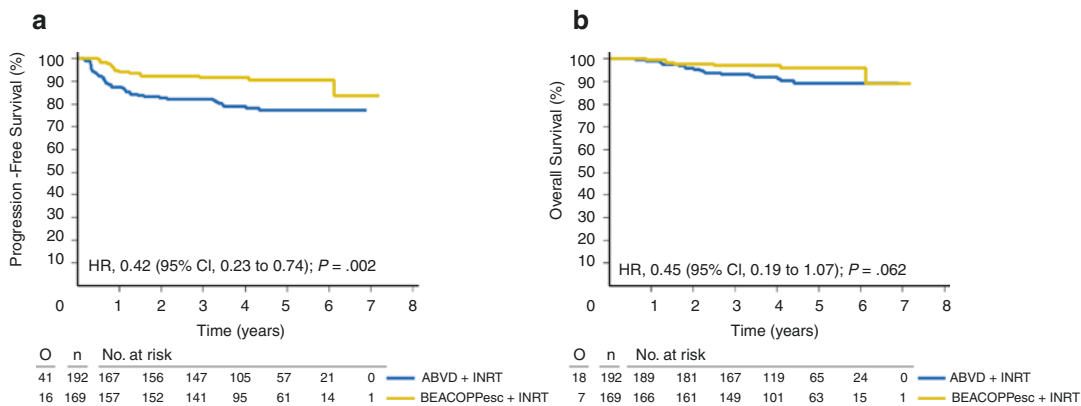 a
Progression -Free Survival (%)
100
90
80
70
60
50
40
30
20
10
HR, 0.42 (95% CI, 0.23 to 0.74); P = .002
0 1 2 3 4 5 6 7 8
Time (years)
O n No. at risk
41 192 167 156 147 105 57 21 0 ABVD + INRT
16 169 157 152 141 95 61 14 1 BEACOPPesc + INRT
b
Overall Survival (%)
100
90
80
70
60
50
40
30
20
10
HR, 0.45 (95% CI, 0.19 to 1.07); P = .062
0 1 2 3 4 5 6 7 8
Time (years)
O n No. at risk
18 192 189 181 167 119 65 24 0 ABVD + INRT
7 169 166 161 149 101 63 15 1 BEACOPPesc + INRT